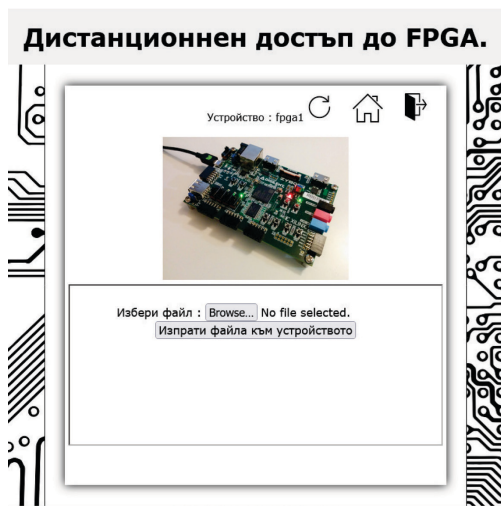 Дистанционнен достъп до FPGA.
Устройство : fpga1
Избери файл : Browse... No file selected.
Изпрати файла към устройството